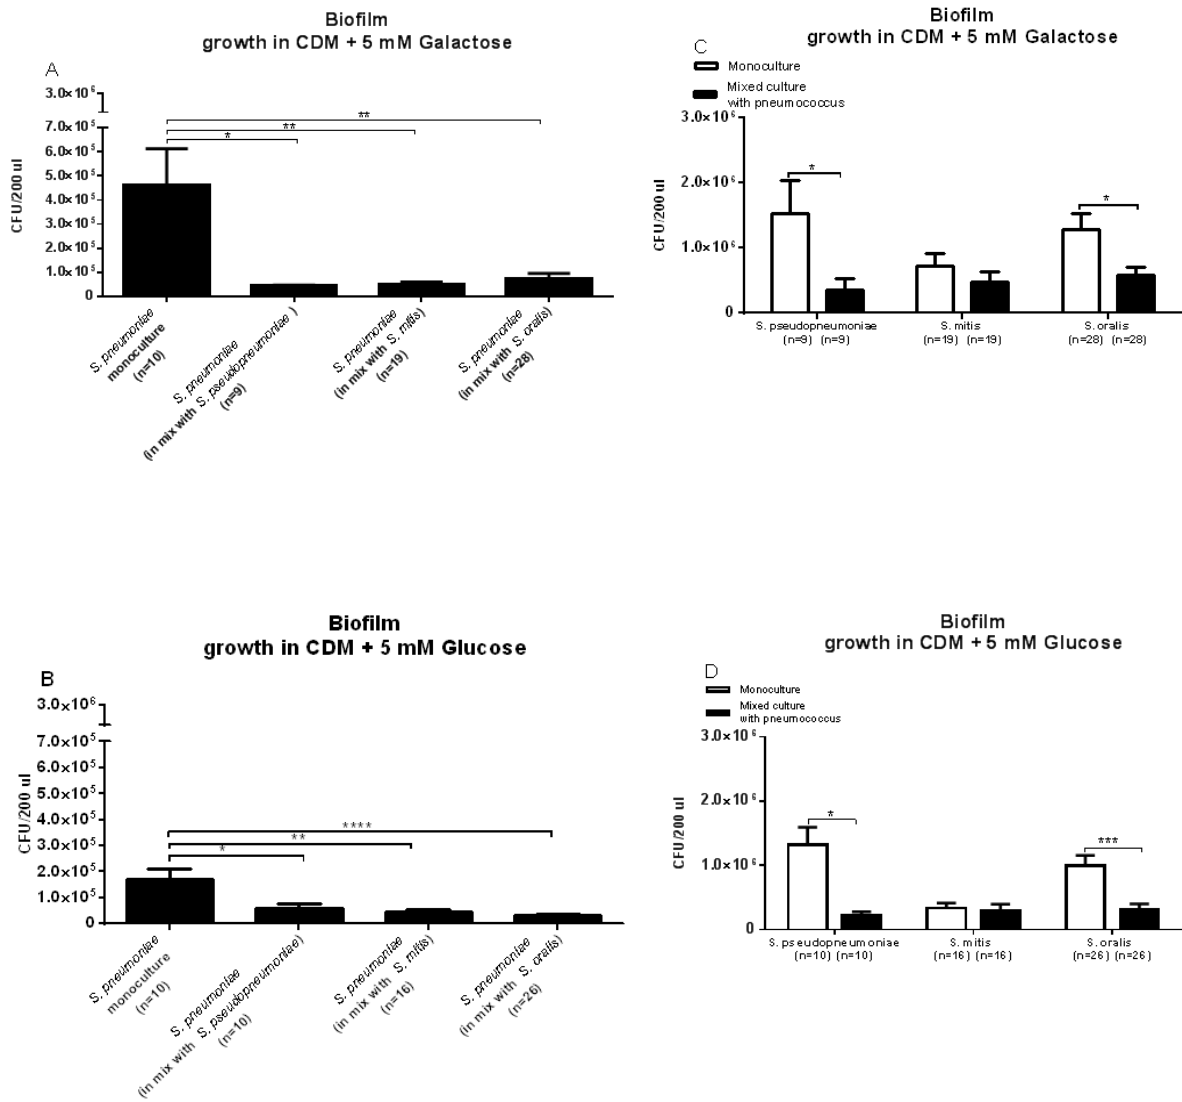 Biofilm
growth in CDM + 5 mM Galactose
A
3.0×10⁶
7.0×10⁵
6.0×10⁵
5.0×10⁵
4.0×10⁵
3.0×10⁵
2.0×10⁵
1.0×10⁵
0
CFU/200 ul
*
**
**
S. pneumoniae
monoculture
(n=10)
S. pneumoniae
(in mix with S. pseudopneumoniae )
(n=9)
S. pneumoniae
(in mix with S. mitis)
(n=19)
S. pneumoniae
(in mix with S. oralis)
(n=28)
Biofilm
growth in CDM + 5 mM Galactose
C
Monoculture
Mixed culture
with pneumococcus
3.0×10⁶
2.0×10⁶
1.0×10⁶
0
CFU/200 ul
*
*
S. pseudopneumoniae
(n=9) (n=9)
S. mitis
(n=19) (n=19)
S. oralis
(n=28) (n=28)
Biofilm
growth in CDM + 5 mM Glucose
B
3.0×10⁶
7.0×10⁵
6.0×10⁵
5.0×10⁵
4.0×10⁵
3.0×10⁵
2.0×10⁵
1.0×10⁵
0
CFU/200 ul
*
**
****
S. pneumoniae
monoculture
(n=10)
S. pneumoniae
(in mix with S. pseudopneumoniae)
(n=10)
S. pneumoniae
(in mix with S. mitis)
(n=16)
S. pneumoniae
(in mix with S. oralis)
(n=26)
Biofilm
growth in CDM + 5 mM Glucose
D
Monoculture
Mixed culture
with pneumococcus
3.0×10⁶
2.0×10⁶
1.0×10⁶
0
CFU/200 ul
*
***
S. pseudopneumoniae
(n=10) (n=10)
S. mitis
(n=16) (n=16)
S. oralis
(n=26) (n=26)